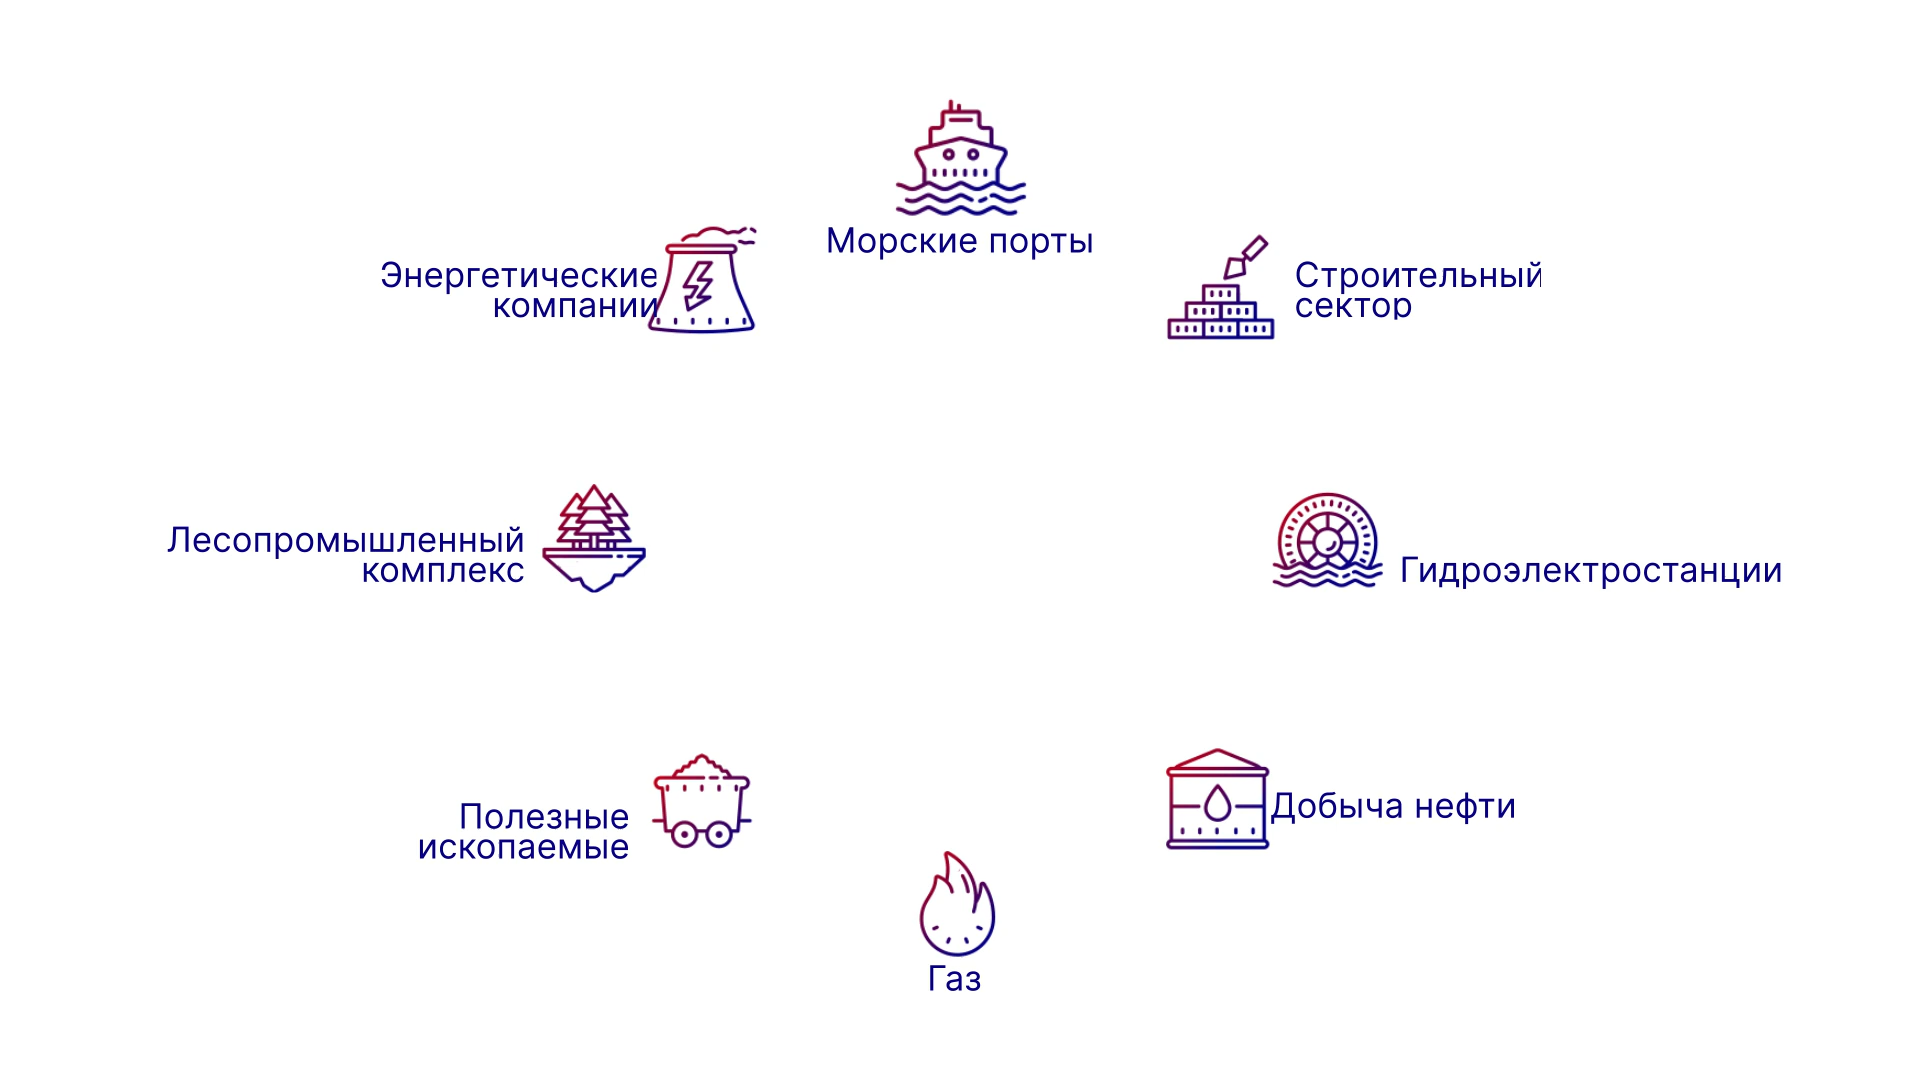 Морские порты
Энергетические
компании
Строительный
сектор
Лесопромышленный
комплекс
Гидроэлектростанции
Полезные
ископаемые
Добыча нефти
Газ